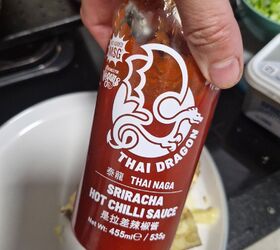 MSG
THAI DRAGON
泰龍 THAI NAGA
SRIRACHA
HOT CHILLI SAUCE
是拉差辣椒醬
Net Wt: 455ml℮ / 535g